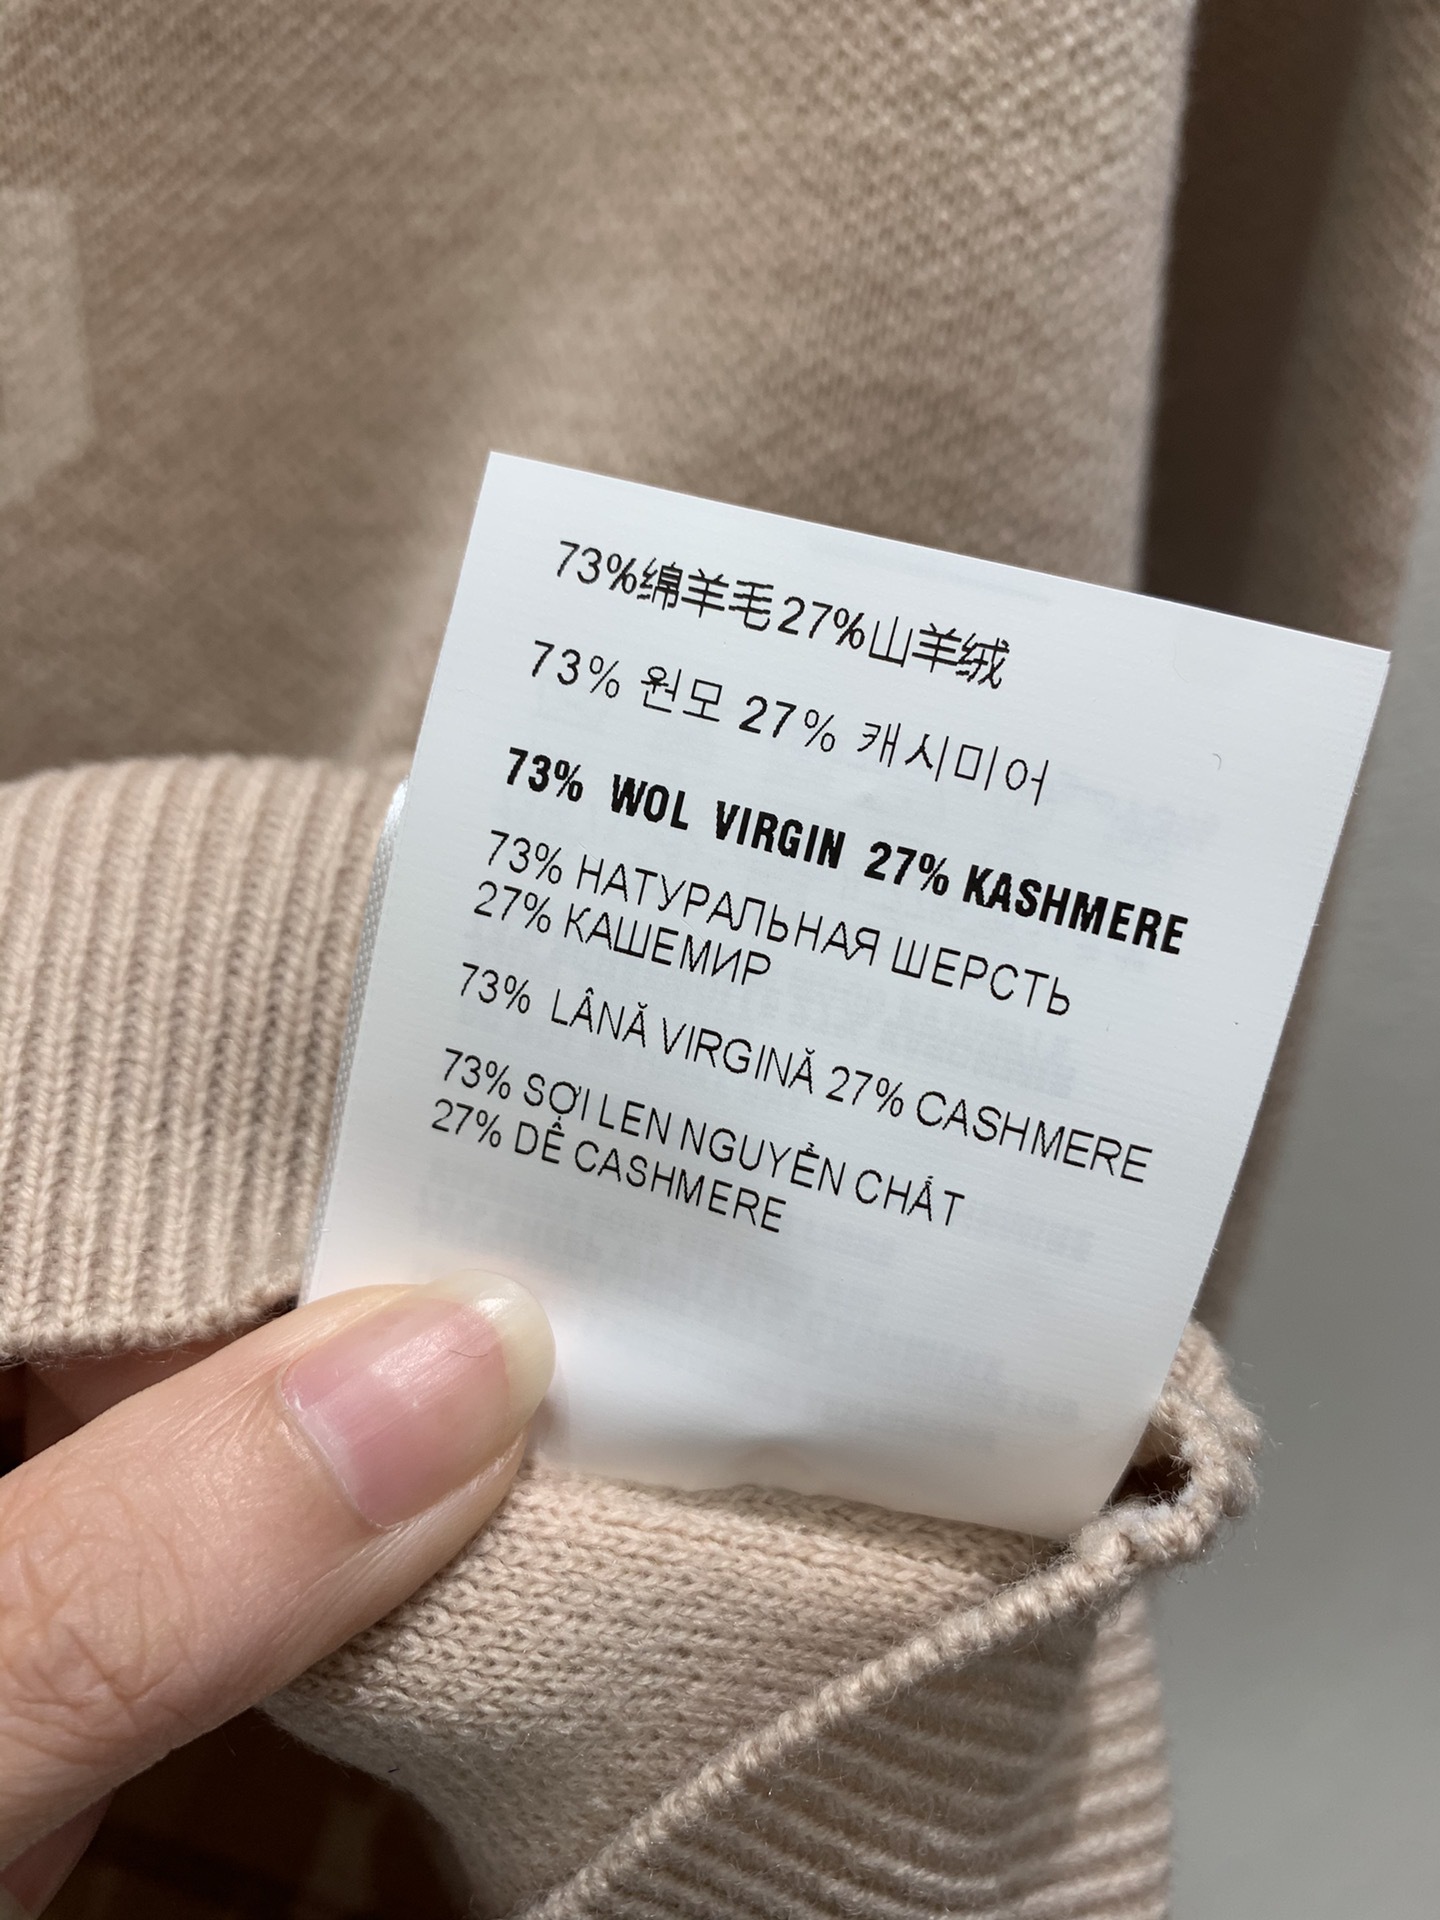 73%绵羊毛27%山羊绒
73% 원모 27% 캐시미어
73% WOL VIRGIN 27% KASHMERE
73% НАТУРАЛЬНАЯ ШЕРСТЬ
27% КАШЕМИР
73% LÂNĂ VIRGINĂ 27% CASHMERE
73% SỢI LEN NGUYỂN CHẤT
27% DÊ CASHMERE